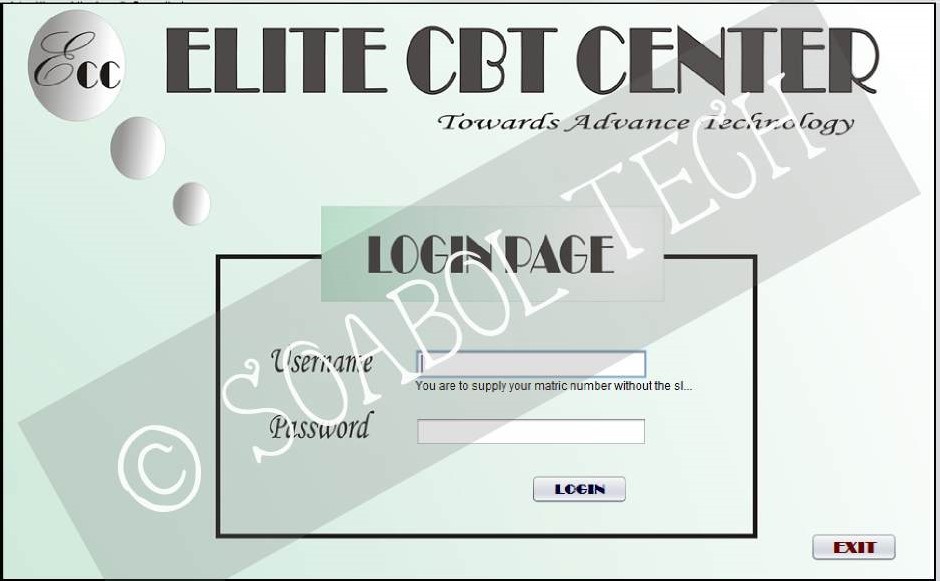 Ecc
ELITE CBT CENTER
Towards Advance Technology
LOGIN PAGE
Username
You are to supply your matric number without the sl...
Password
LOGIN
EXIT
© SOABOL TECH